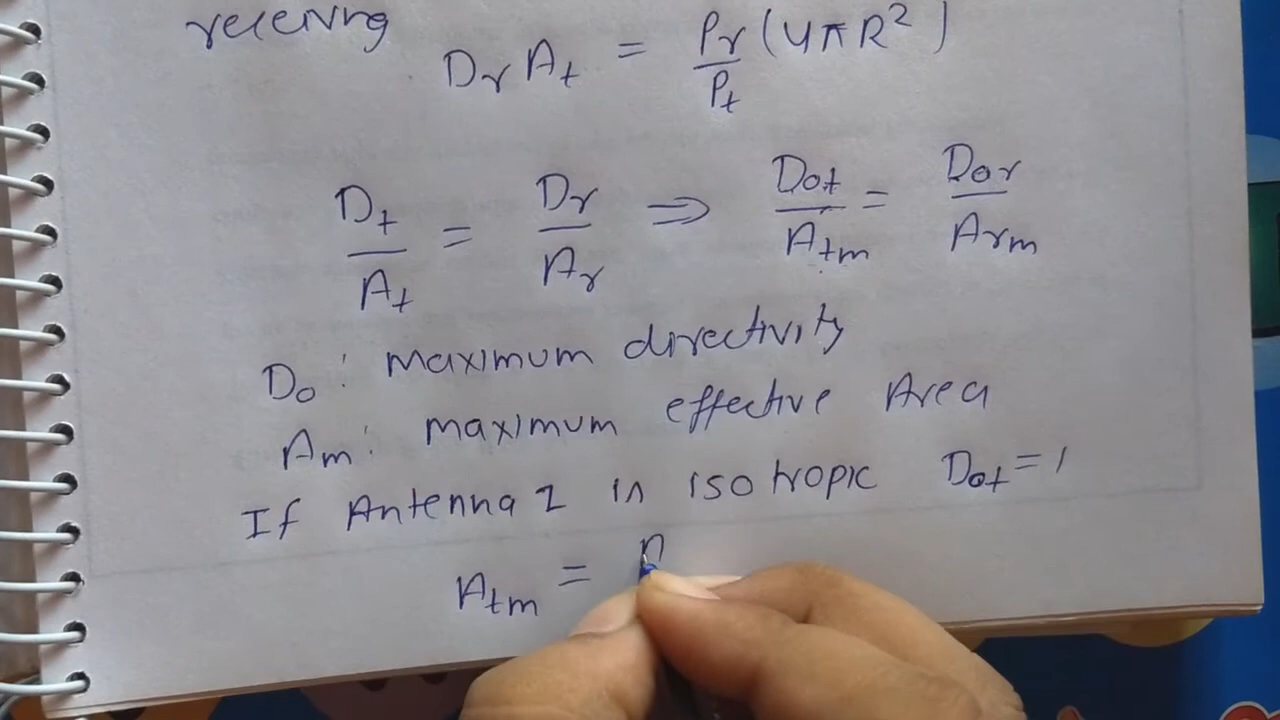 receiving
DrAt = Pr/Pt (4πR²)
Dt/At = Dr/Ar ⇒ Dot/Atm = Dor/Arm
Do: maximum directivity
Am: maximum effective Area
If Antenna 1 in isotropic Dot = 1
Atm =